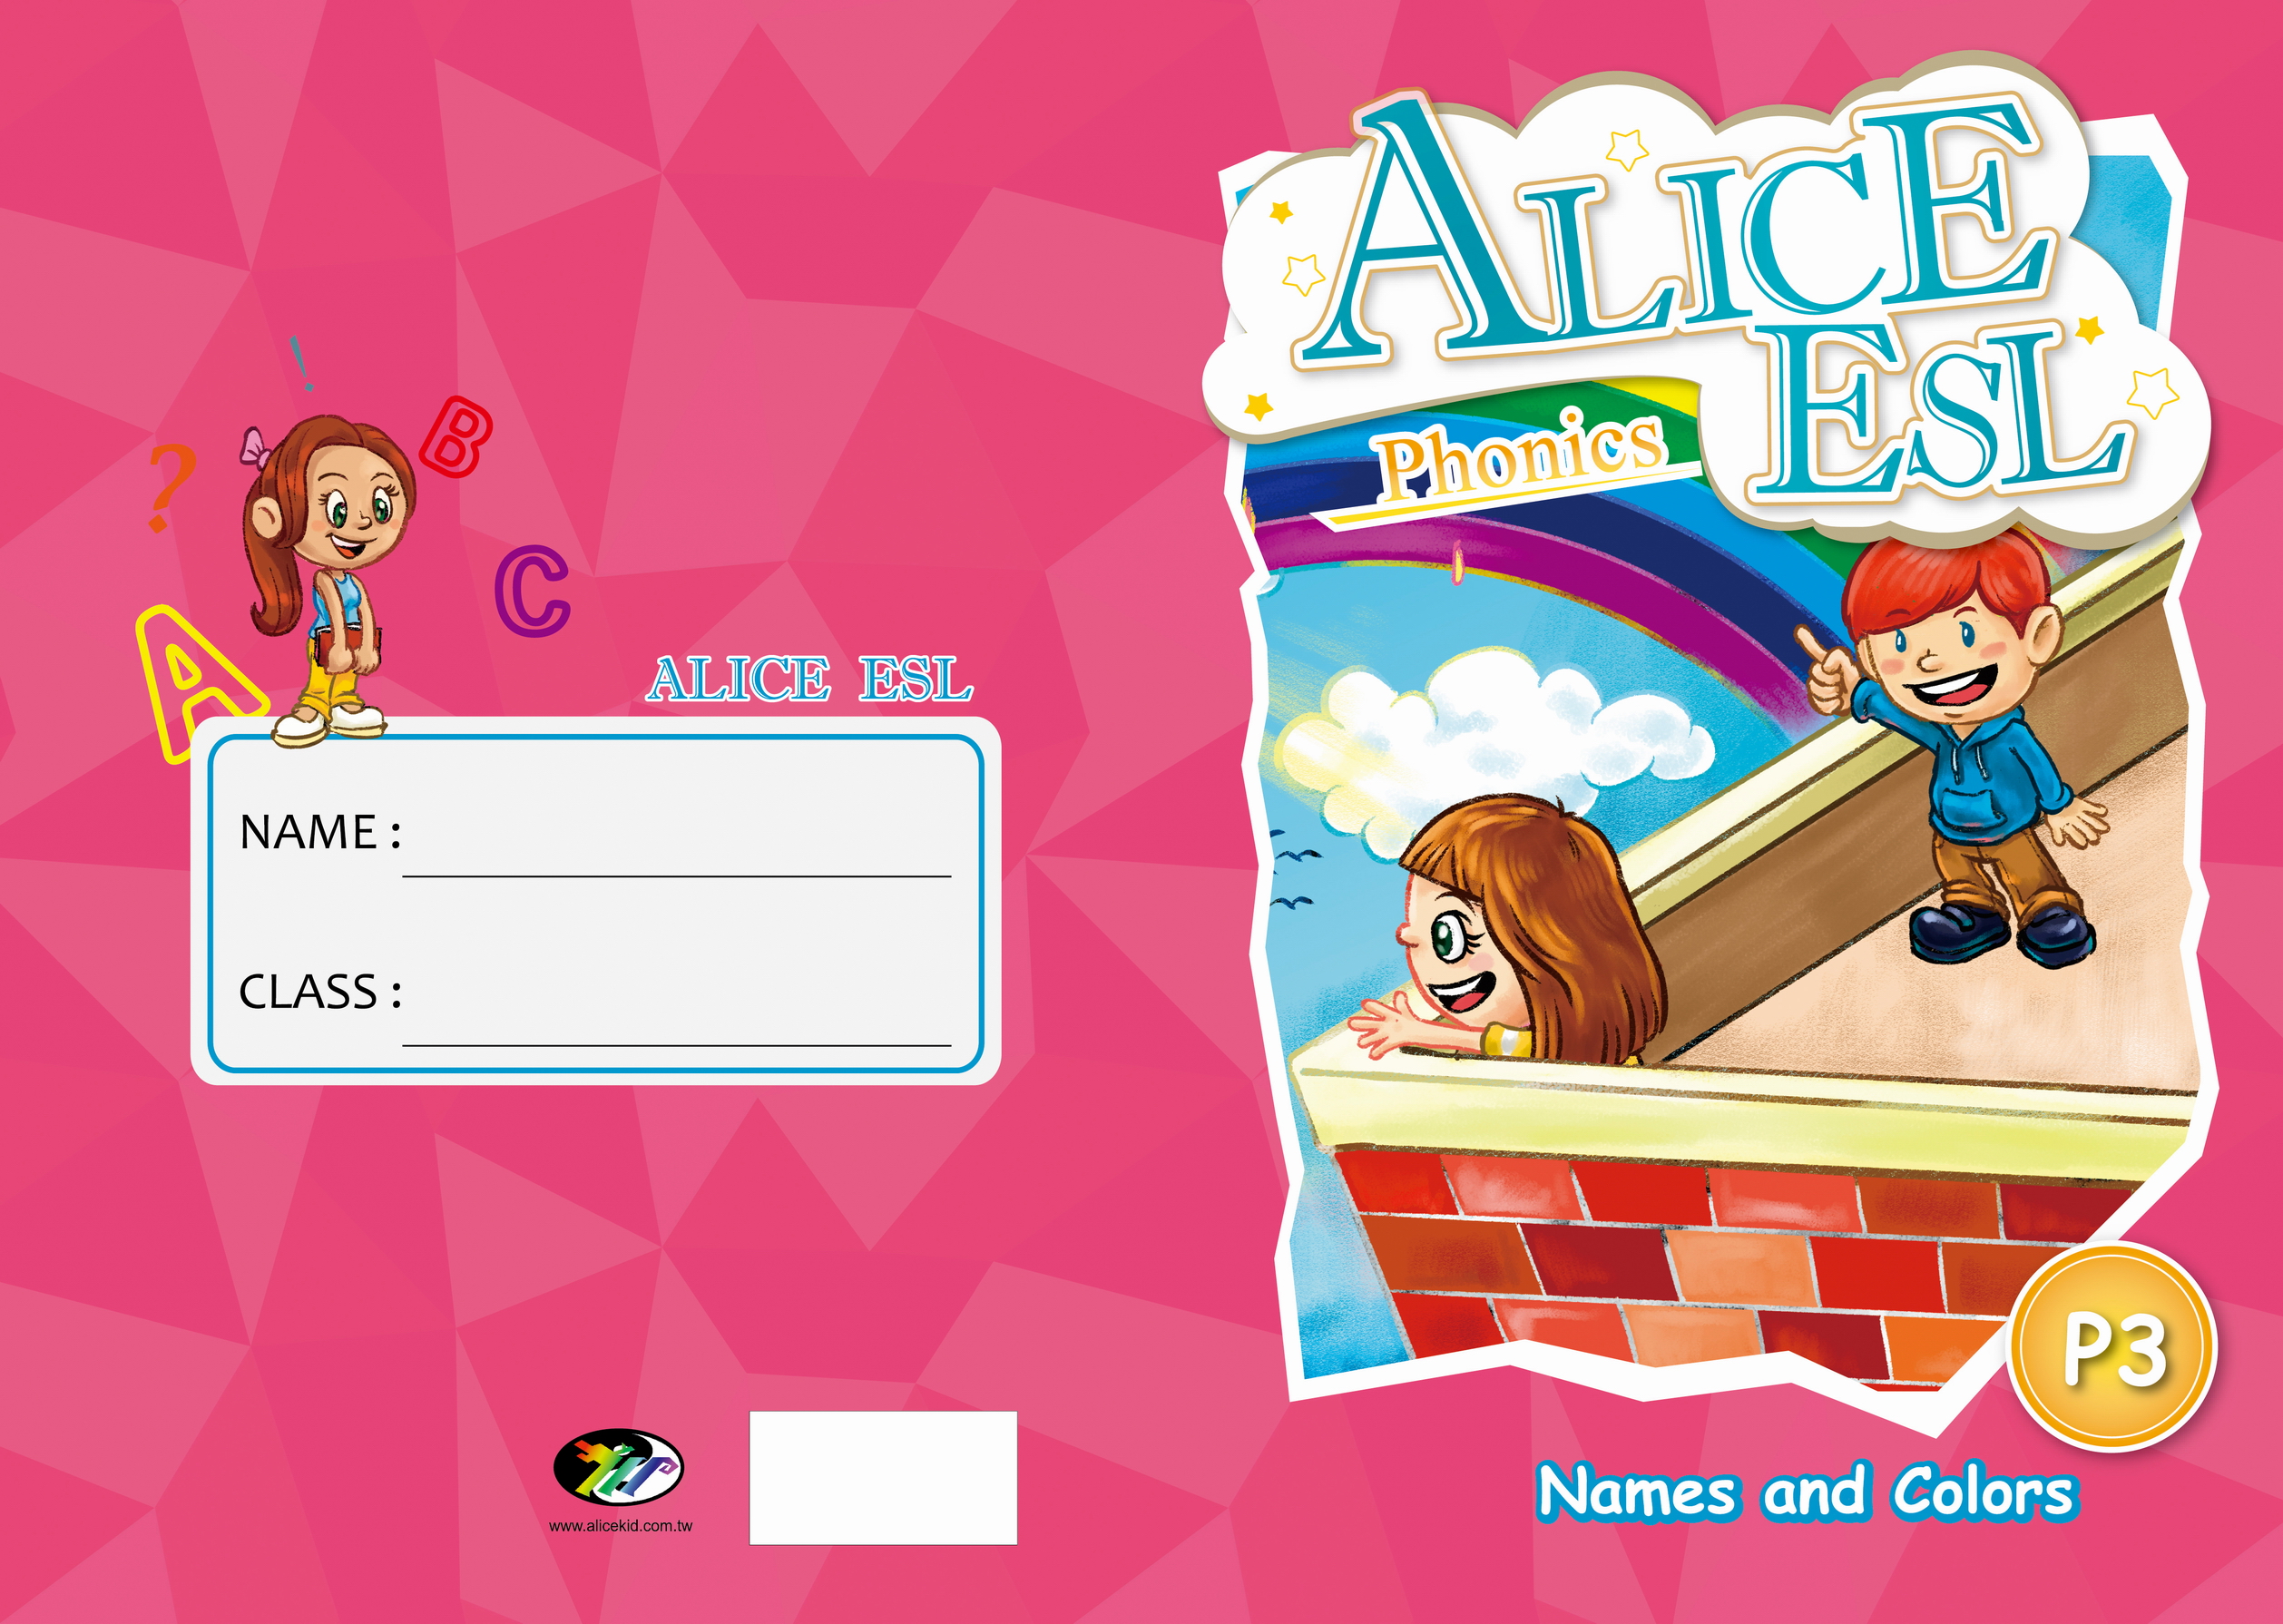 !
?
B
C
A
ALICE ESL
NAME :
CLASS :
www.alicekid.com.tw
ALICE
ESL
Phonics
P3
Names and Colors